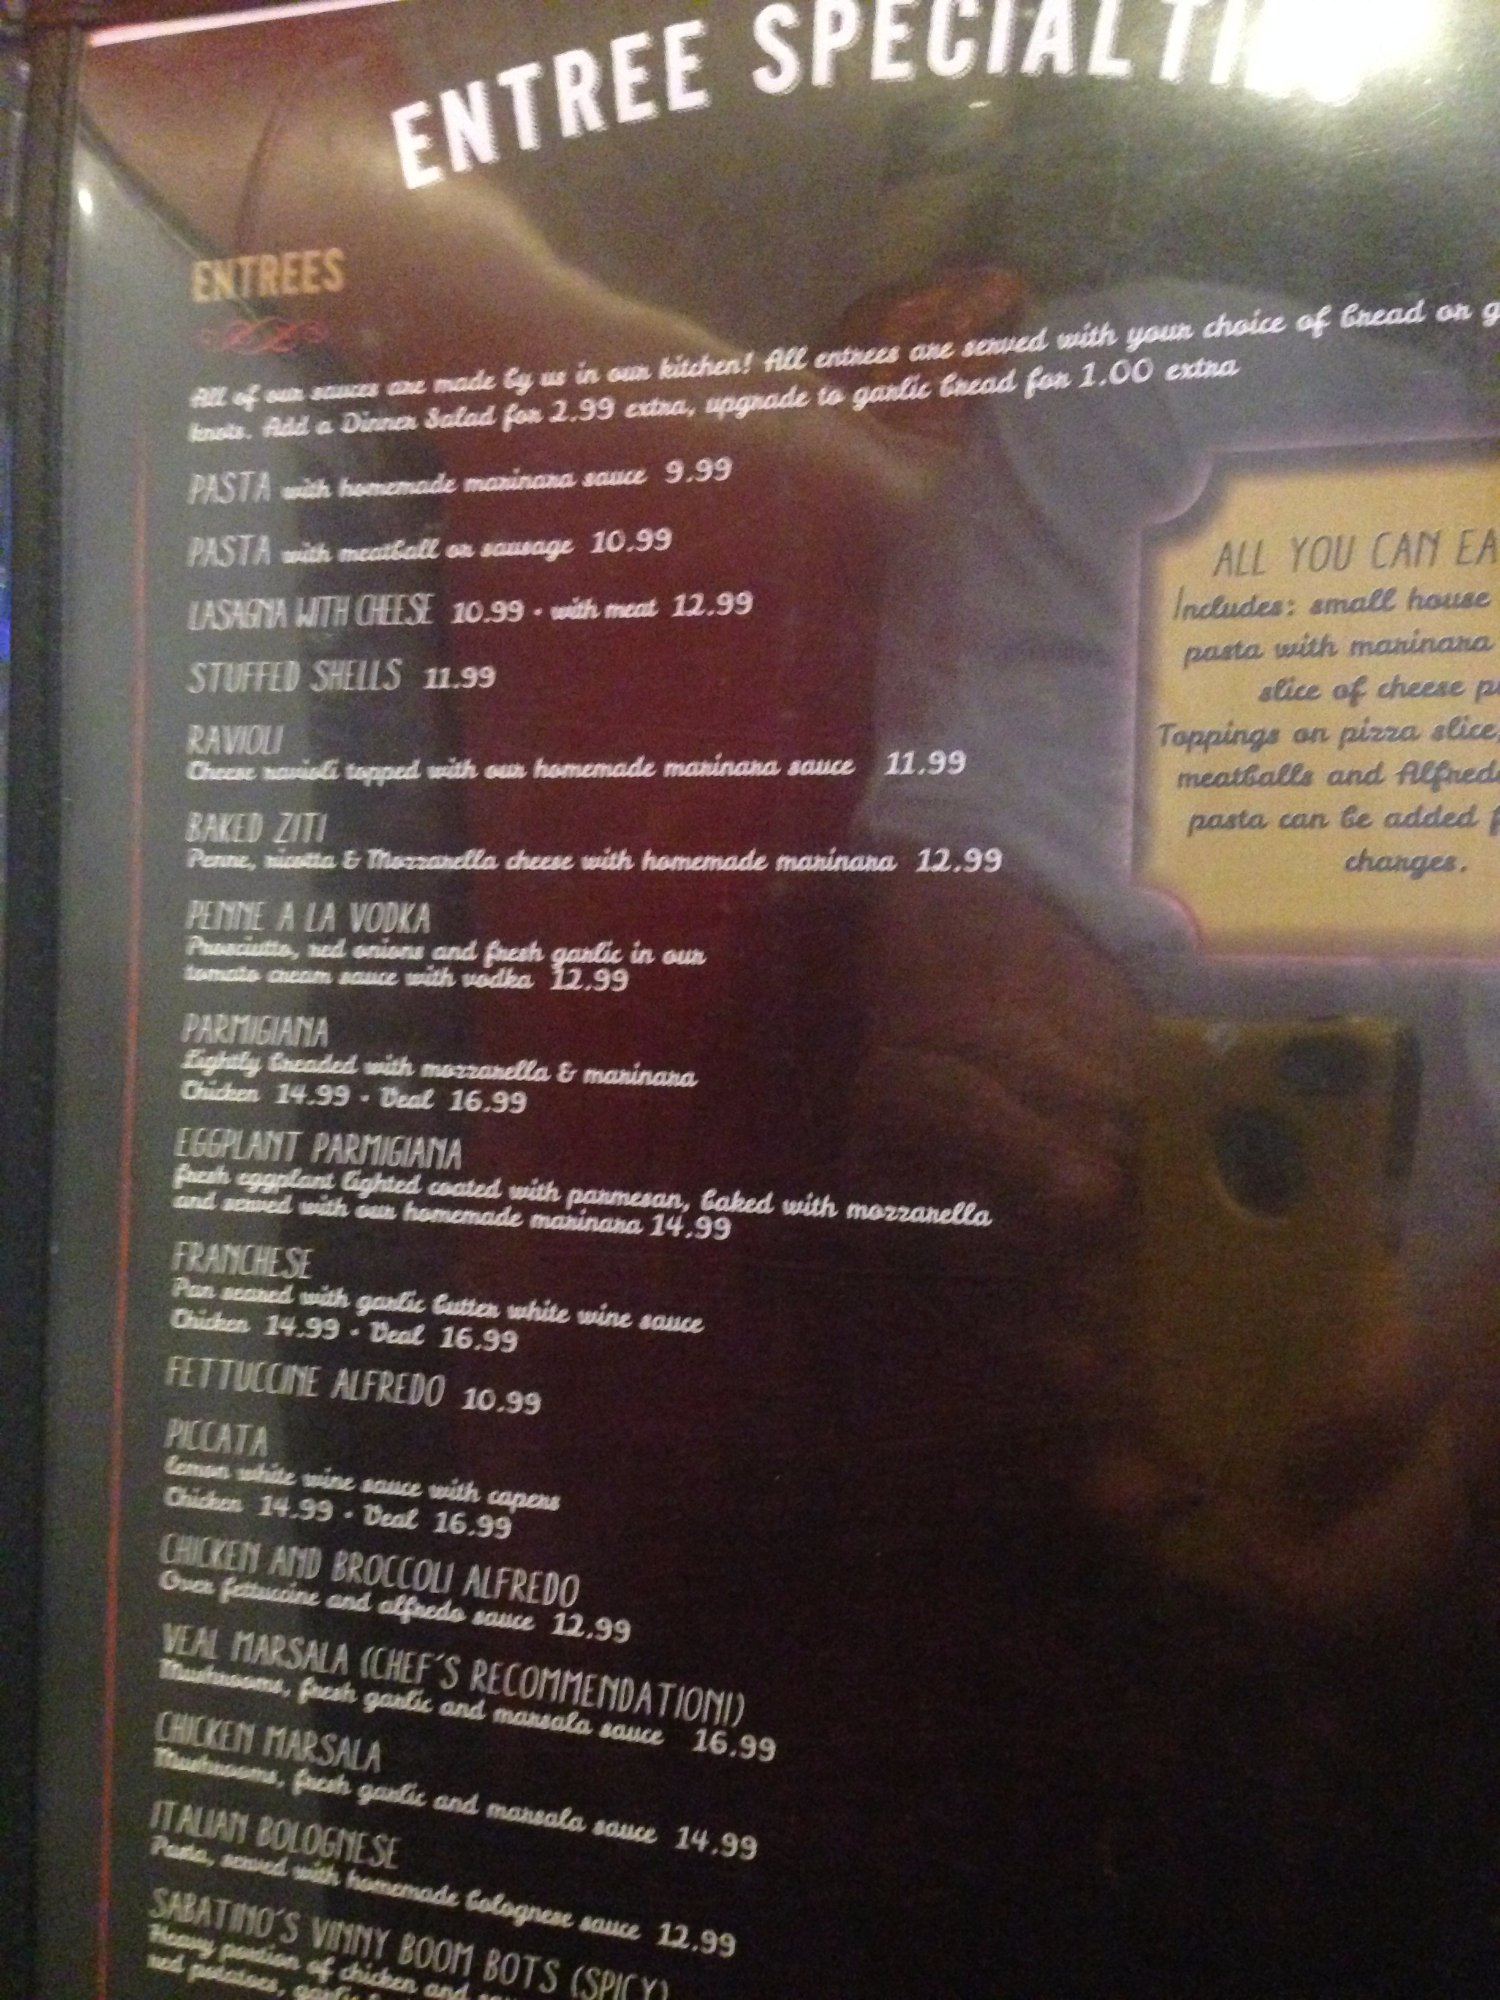 ENTREE
ENTREES
All of our sauces are made by us in our kitchen! All entrees are served with your choice of bread or
knots. Add a Dinner Salad for 2.99 extra, upgrade to garlic bread for 1.00 extra
PASTA with homemade marinara sauce 9.99
PASTA with meatball or sausage 10.99
LASAGNA WITH CHEESE 10.99 · with meat 12.99
STUFFED SHELLS 11.99
RAVIOLI
Cheese ravioli topped with our homemade marinara sauce 11.99
BAKED ZITI
Penne, ricotta & Mozzarella cheese with homemade marinara 12.99
PENNE A LA VODKA
Prosciutto, red onions and fresh garlic in our
tomato cream sauce with vodka 12.99
PARMIGIANA
Lightly breaded with mozzarella & marinara
Chicken 14.99 · Veal 16.99
EGGPLANT PARMIGIANA
fresh eggplant lighted coated with parmesan, baked with mozzarella
and served with our homemade marinara 14.99
FRANCHESE
Pan seared with garlic butter white wine sauce
Chicken 14.99 · Veal 16.99
FETTUCCINE ALFREDO 10.99
PICCATA
lemon white wine sauce with capers
Chicken 14.99 · Veal 16.99
CHICKEN AND BROCCOLI ALFREDO
Over fettuccine and alfredo sauce 12.99
VEAL MARSALA (CHEF'S RECOMMENDATION!)
Mushrooms, fresh garlic and marsala sauce 16.99
CHICKEN MARSALA
Mushrooms, fresh garlic and marsala sauce 14.99
ITALIAN BOLOGNESE
Pasta, served with homemade bolognese sauce 12.99
SABATINO'S VINNY BOOM BOTS (SPICY)
Heavy portion of chicken and
red potatoes,
ALL YOU CAN
Includes: small house
pasta with marinara
slice of cheese
Toppings on pizza slice,
meatballs and
pasta can be added
charges.